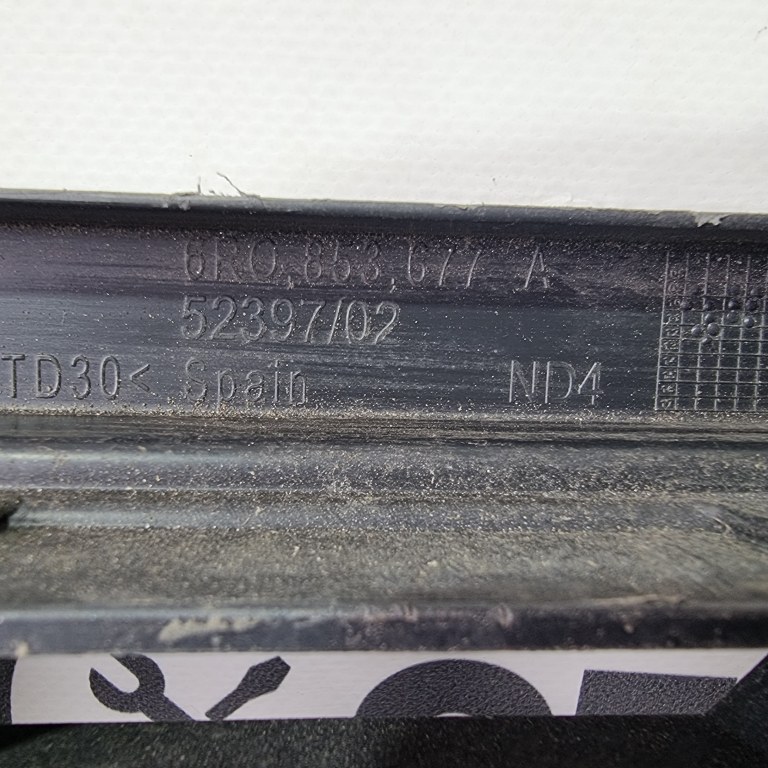 6R0.853.677 A
52397/02
TD30< Spain ND4